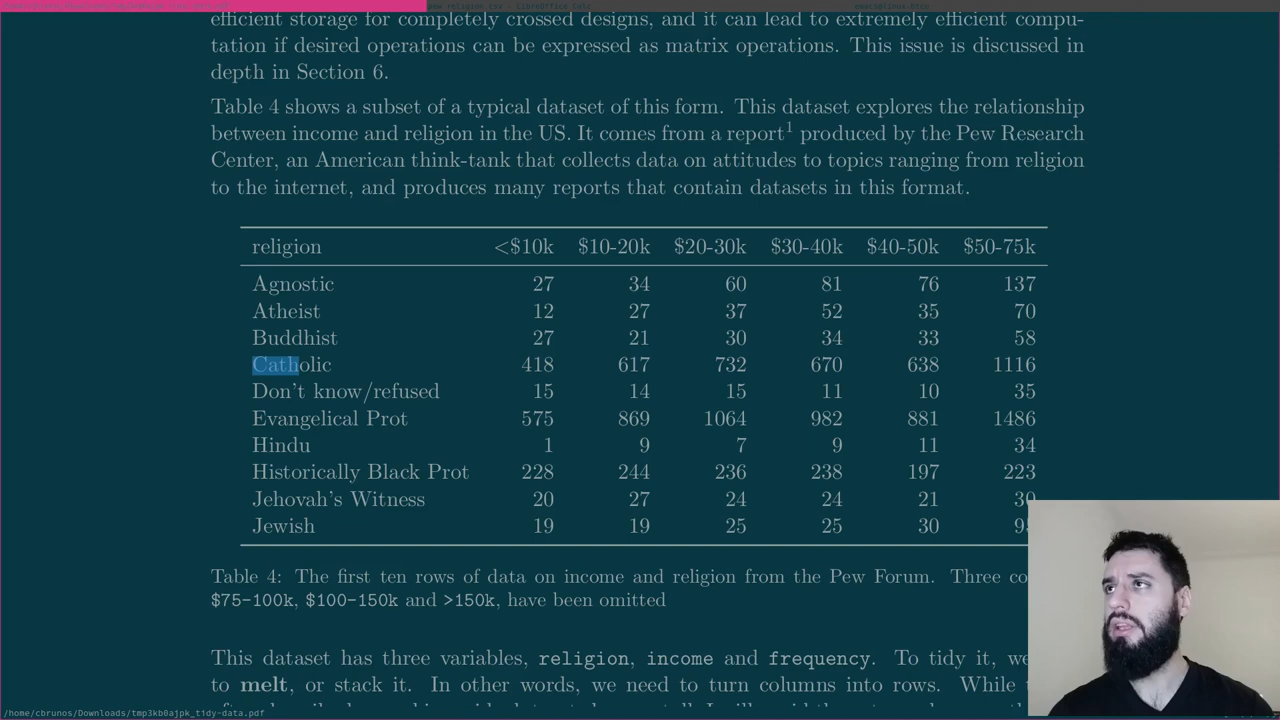 pew religion.csv - LibreOffice Calc
efficient storage for completely crossed designs, and it can lead to extremely efficient compu-
tation if desired operations can be expressed as matrix operations. This issue is discussed in
depth in Section 6.
Table 4 shows a subset of a typical dataset of this form. This dataset explores the relationship
between income and religion in the US. It comes from a report1 produced by the Pew Research
Center, an American think-tank that collects data on attitudes to topics ranging from religion
to the internet, and produces many reports that contain datasets in this format.
religion <$10k $10-20k $20-30k $30-40k $40-50k $50-75k
Agnostic 27 34 60 81 76 137
Atheist 12 27 37 52 35 70
Buddhist 27 21 30 34 33 58
Catholic 418 617 732 670 638 1116
Don't know/refused 15 14 15 11 10 35
Evangelical Prot 575 869 1064 982 881 1486
Hindu 1 9 7 9 11 34
Historically Black Prot 228 244 236 238 197 223
Jehovah's Witness 20 27 24 24 21 30
Jewish 19 19 25 25 30
Table 4: The first ten rows of data on income and religion from the Pew Forum. Three
$75-100k, $100-150k and >150k, have been omitted
This dataset has three variables, religion, income and frequency. To tidy it, we
to melt, or stack it. In other words, we need to turn columns into rows. While
/home/cbrunos/Downloads/tmp3kb0ajpk_tidy-data.pdf